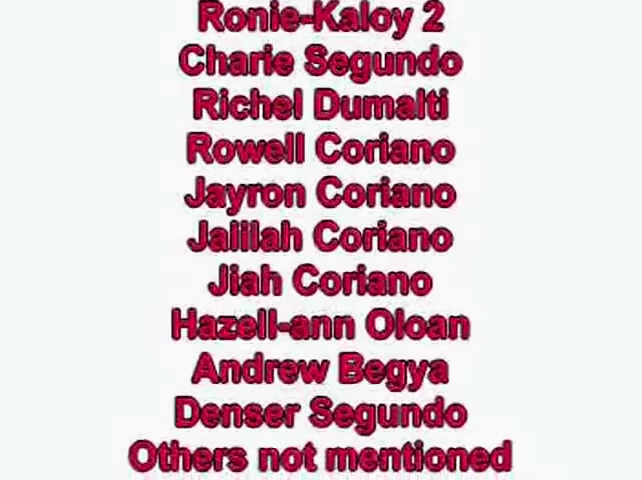 Ronie-Kaloy 2
Charie Segundo
Richel Dumalti
Rowell Coriano
Jayron Coriano
Jalilah Coriano
Jiah Coriano
Hazell-ann Oloan
Andrew Begya
Denser Segundo
Others not mentioned